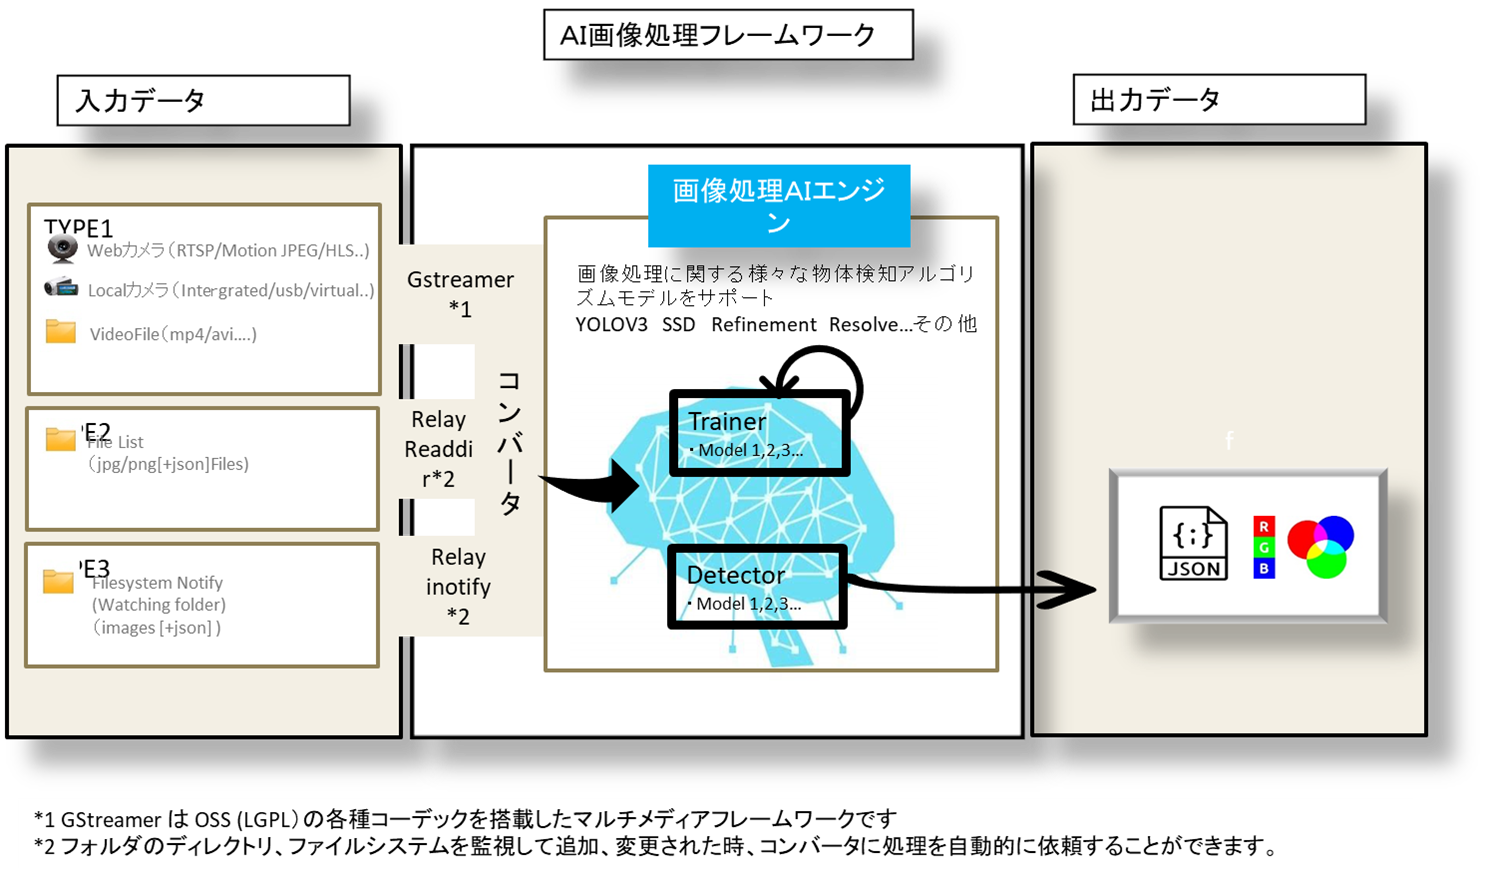 AI画像処理フレームワーク
入力データ
出力データ
TYPE1
Webカメラ（RTSP/Motion JPEG/HLS..)
Localカメラ（Inter-grated/usb/virtual..)
VideoFile（mp4/avi....)
PE2
File List
（jpg/png[+json]Files)
PE3
Filesystem Notify
(Watching folder)
（images [+json] )
Gstreamer
*1
Relay
Readdi
r*2
Relay
inotify
*2
コンバータ
画像処理AIエンジ
ン
画像処理に関する様々な物体検知アルゴリ
ズムモデルをサポート
YOLOV3 SSD Refinement Resolve...その他
Trainer
・Model 1,2,3...
Detector
・Model 1,2,3...
f
{;}
JSON
R
G
B
*1 GStreamer は OSS (LGPL）の各種コーデックを搭載したマルチメディアフレームワークです
*2 フォルダのディレクトリ、ファイルシステムを監視して追加、変更された時、コンバータに処理を自動的に依頼することができます。